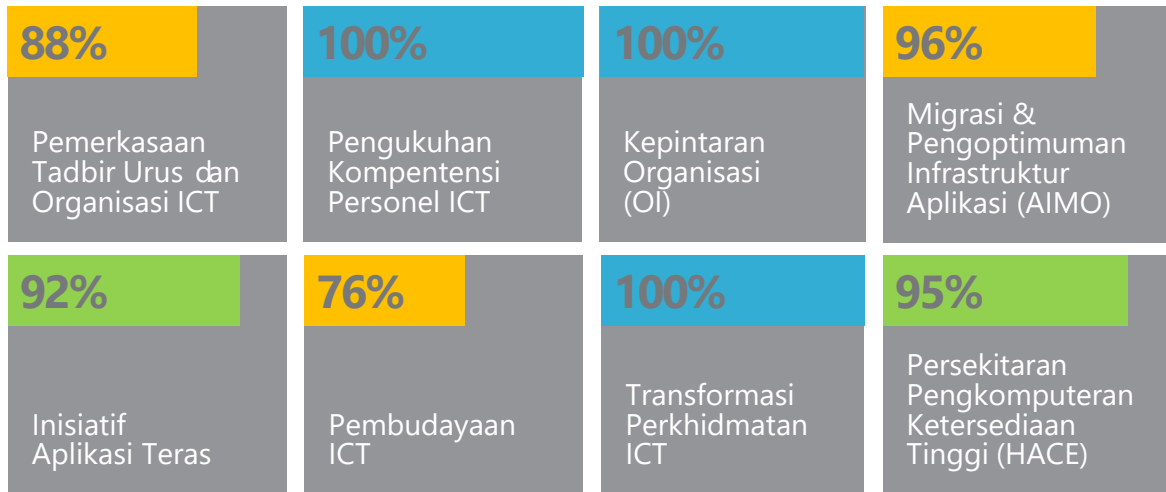 88%
Pemerkasaan
Tadbir Urus dan
Organisasi ICT
100%
Pengukuhan
Kompentensi
Personel ICT
100%
Kepintaran
Organisasi
(OI)
96%
Migrasi &
Pengoptimuman
Infrastruktur
Aplikasi (AIMO)
92%
Inisiatif
Aplikasi Teras
76%
Pembudayaan
ICT
100%
Transformasi
Perkhidmatan
ICT
95%
Persekitaran
Pengkomputeran
Ketersediaan
Tinggi (HACE)